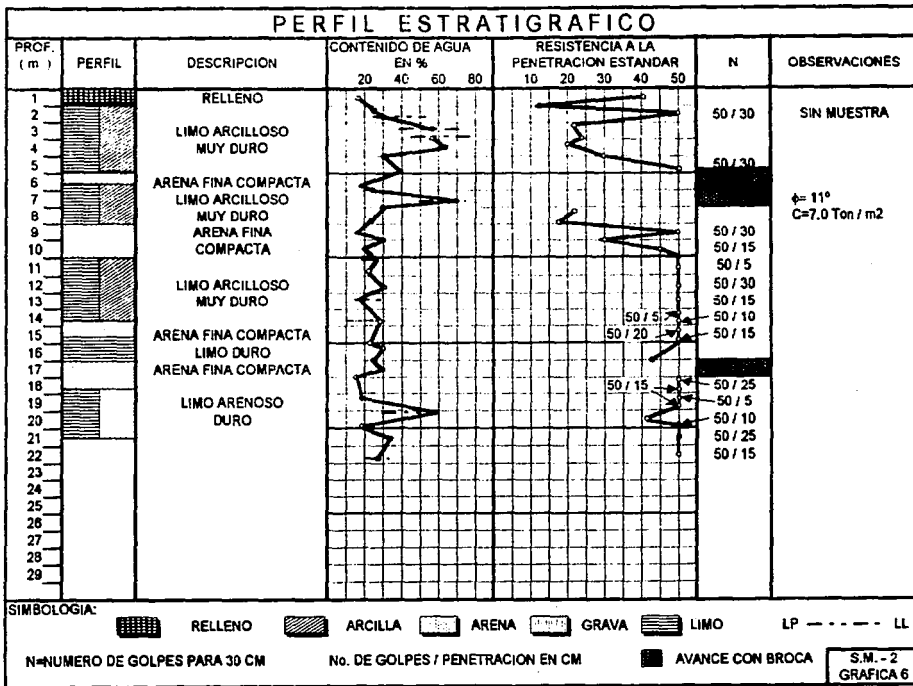 PERFIL ESTRATIGRAFICO
PROF. (m)
PERFIL
DESCRIPCION
CONTENIDO DE AGUA EN %
20 40 60 80
RESISTENCIA A LA PENETRACION ESTANDAR
10 20 30 40 50
N
OBSERVACIONES
1
2
3
4
5
6
7
8
9
10
11
12
13
14
15
16
17
18
19
20
21
22
23
24
25
26
27
28
29
RELLENO
LIMO ARCILLOSO
MUY DURO
ARENA FINA COMPACTA
LIMO ARCILLOSO
MUY DURO
ARENA FINA
COMPACTA
LIMO ARCILLOSO
MUY DURO
ARENA FINA COMPACTA
LIMO DURO
ARENA FINA COMPACTA
LIMO ARENOSO
DURO
50 / 5
50 / 20
50 / 15
50 / 30
50 / 30
50 / 30
50 / 15
50 / 5
50 / 30
50 / 15
50 / 10
50 / 15
50 / 25
50 / 5
50 / 10
50 / 25
50 / 15
SIN MUESTRA
ϕ= 11º
C=7.0 Ton / m2
SIMBOLOGIA:
RELLENO
ARCILLA
ARENA
GRAVA
LIMO
LP - - - - - LL
N=NUMERO DE GOLPES PARA 30 CM
No. DE GOLPES / PENETRACION EN CM
AVANCE CON BROCA
S.M. - 2
GRAFICA 6